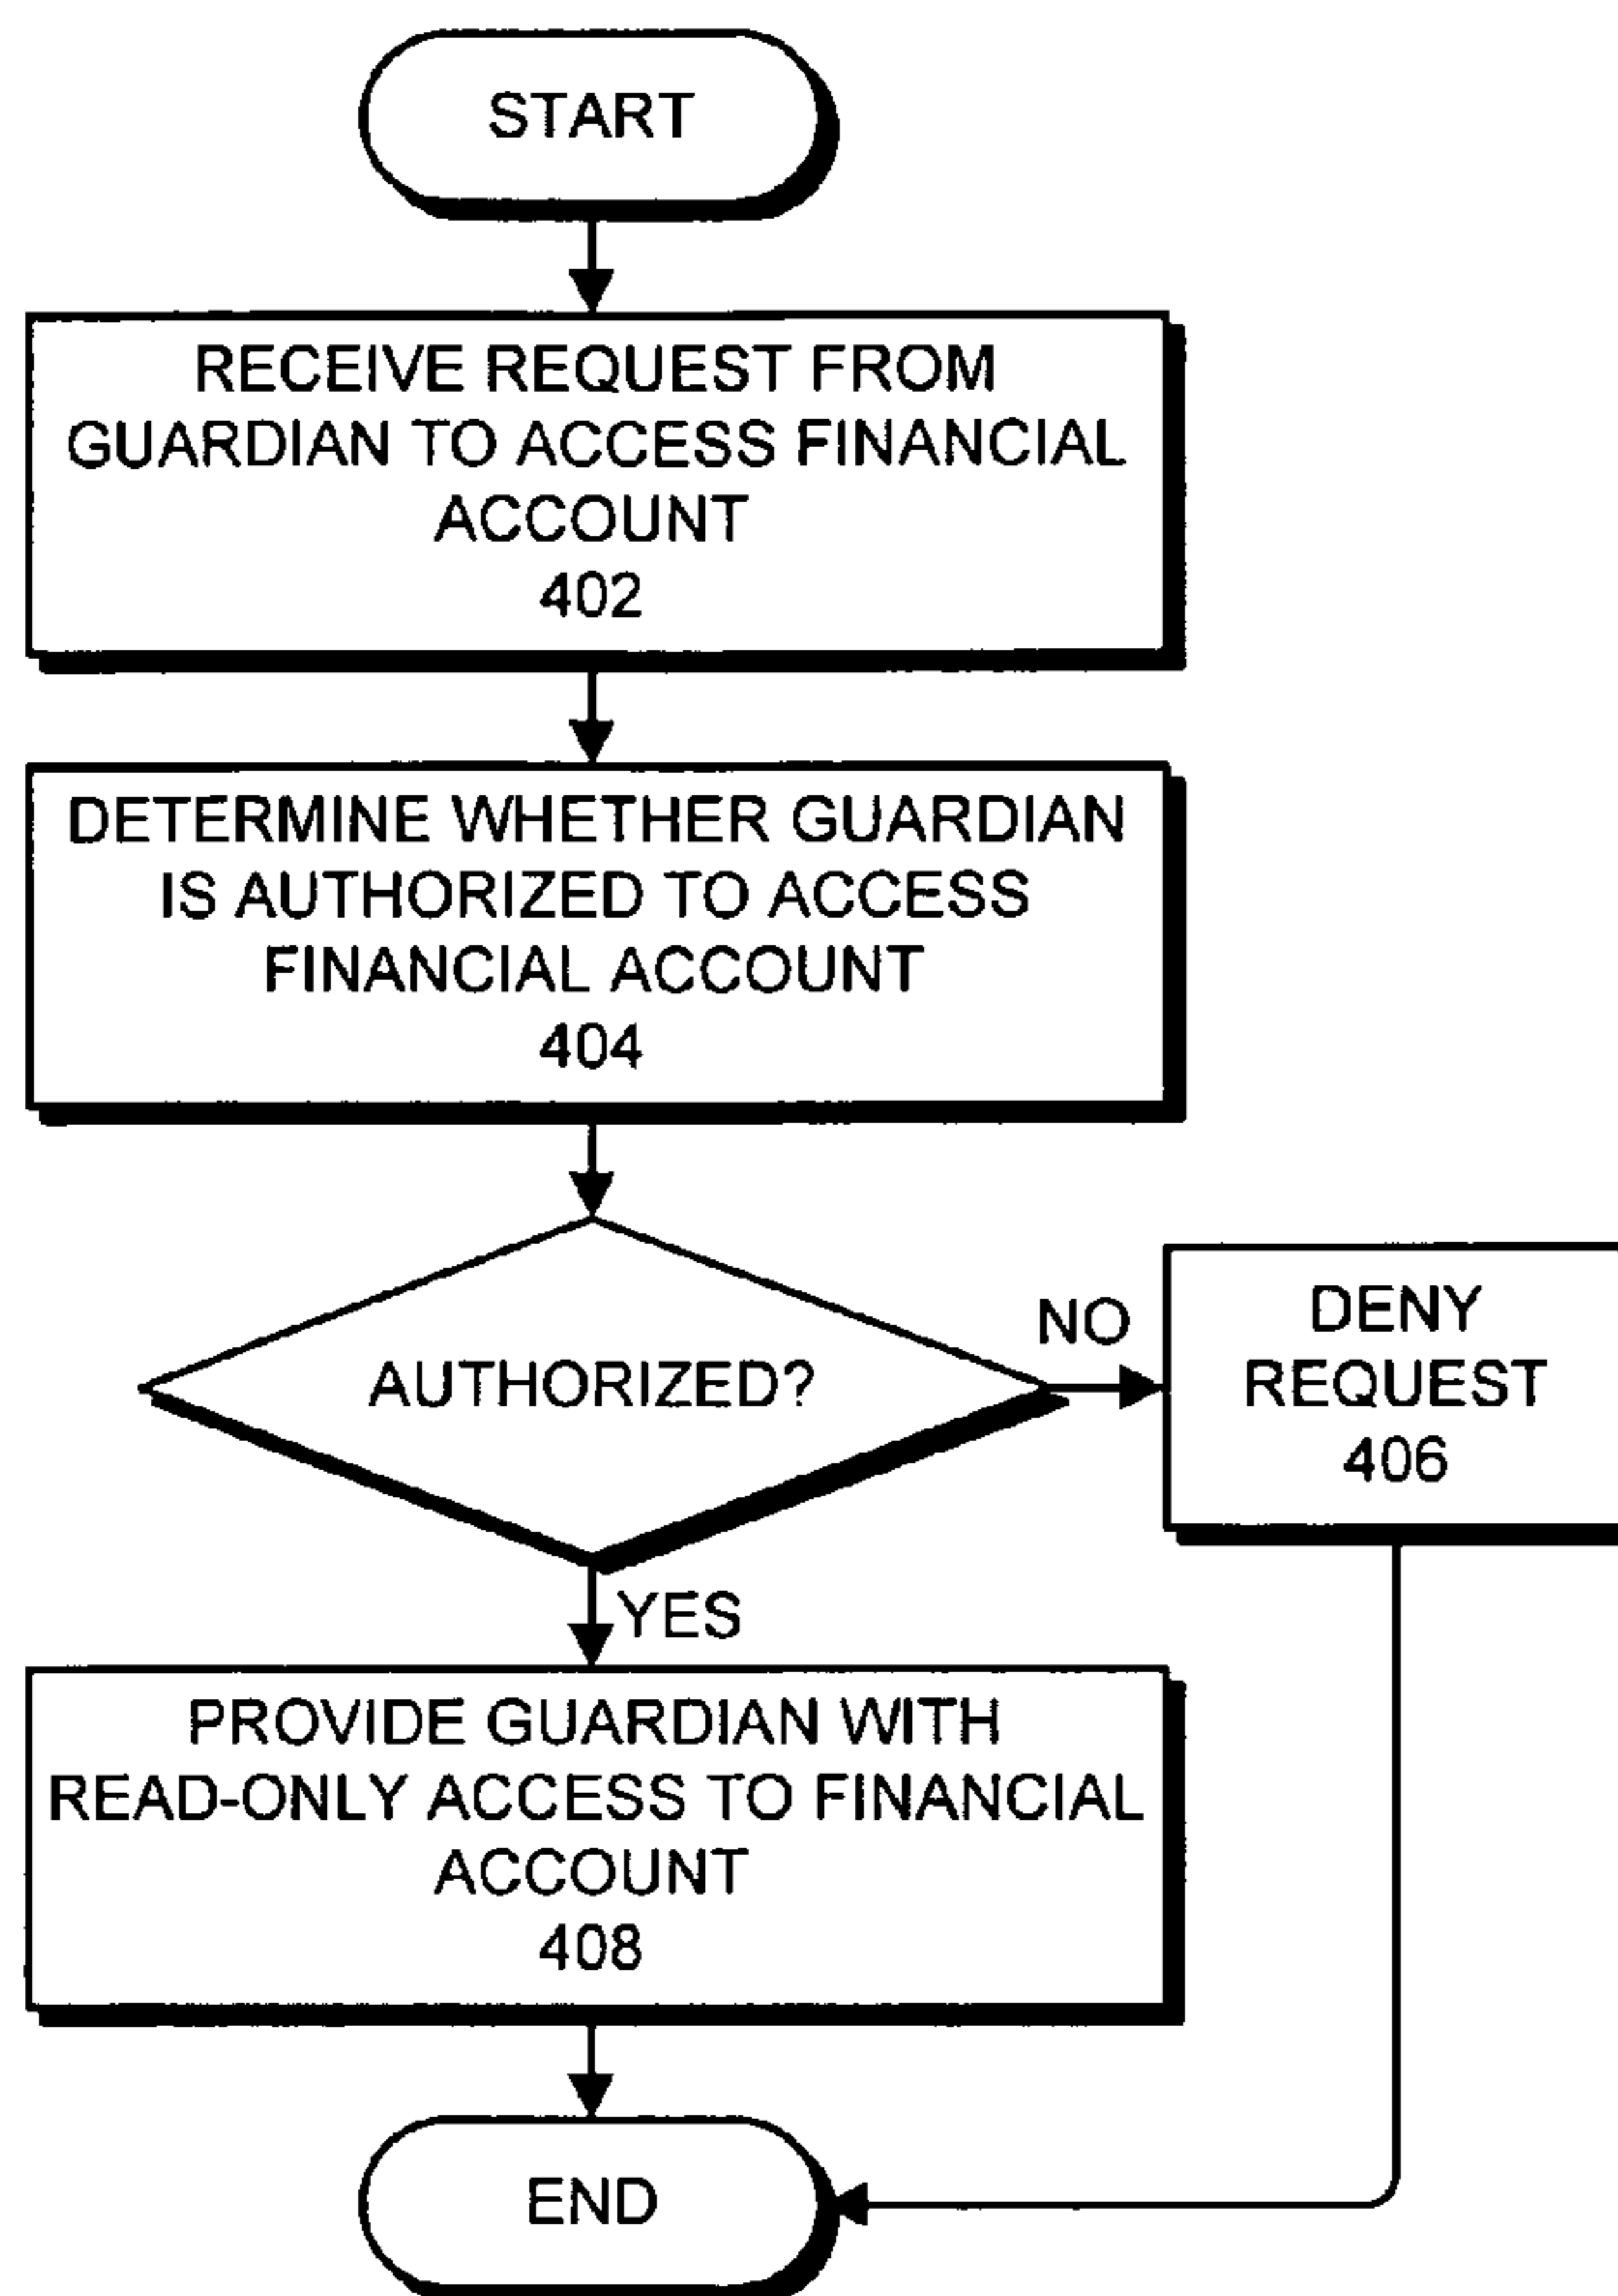 START
RECEIVE REQUEST FROM
GUARDIAN TO ACCESS FINANCIAL
ACCOUNT
402
DETERMINE WHETHER GUARDIAN
IS AUTHORIZED TO ACCESS
FINANCIAL ACCOUNT
404
AUTHORIZED?
NO
DENY
REQUEST
406
YES
PROVIDE GUARDIAN WITH
READ-ONLY ACCESS TO FINANCIAL
ACCOUNT
408
END